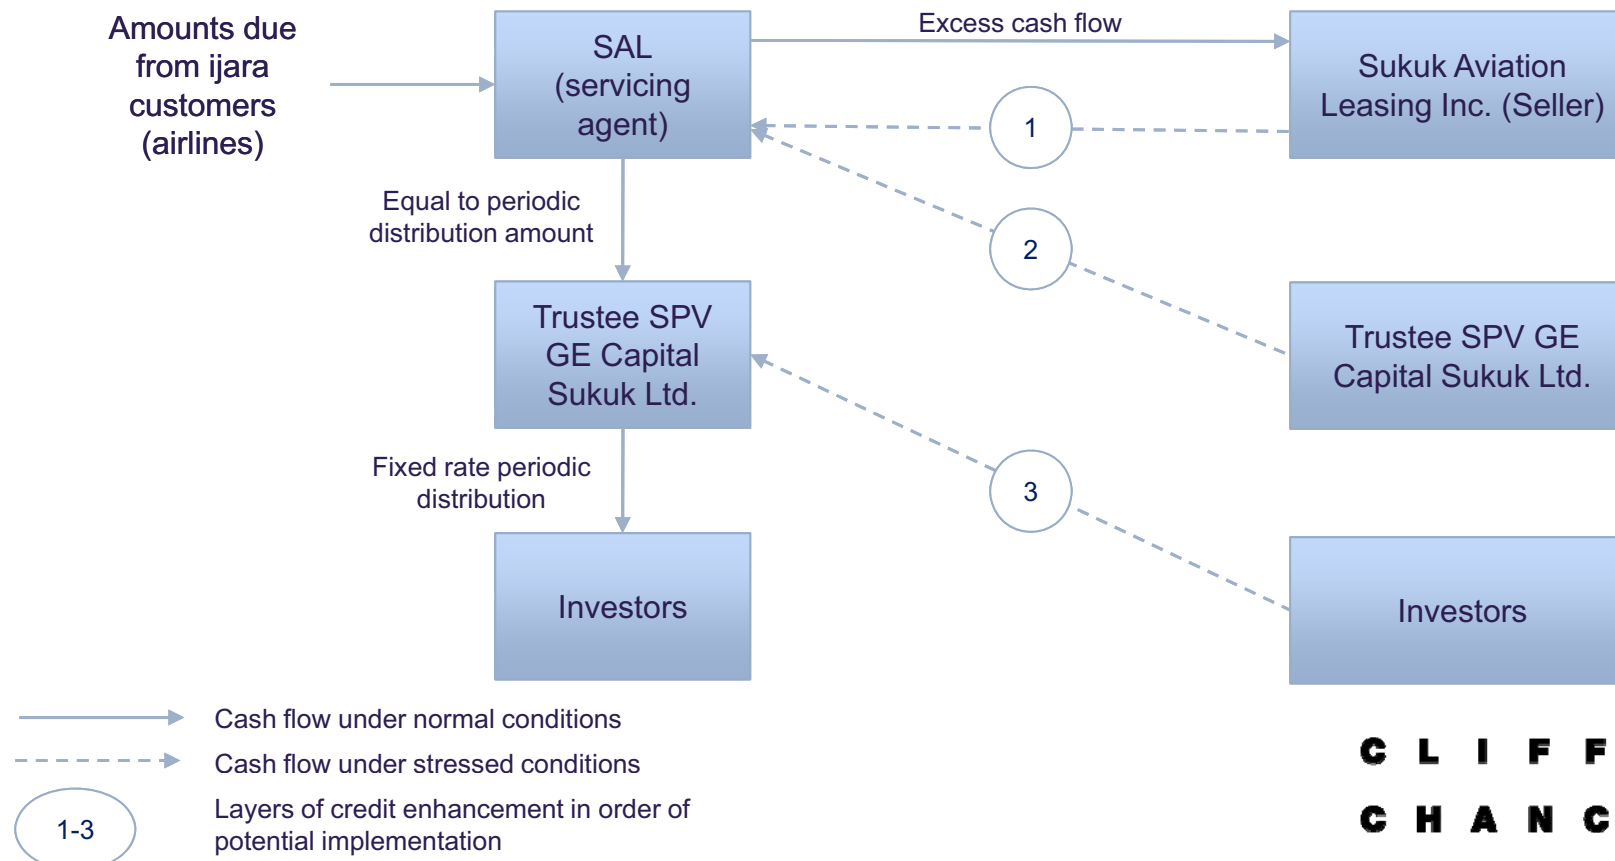 Amounts due
from ijara
customers
(airlines)
SAL
(servicing
agent)
Excess cash flow
Sukuk Aviation
Leasing Inc. (Seller)
1
Equal to periodic
distribution amount
2
Trustee SPV
GE Capital
Sukuk Ltd.
Trustee SPV GE
Capital Sukuk Ltd.
Fixed rate periodic
distribution
3
Investors
Investors
Cash flow under normal conditions
Cash flow under stressed conditions
1-3
Layers of credit enhancement in order of
potential implementation
C L I F F
C H A N C